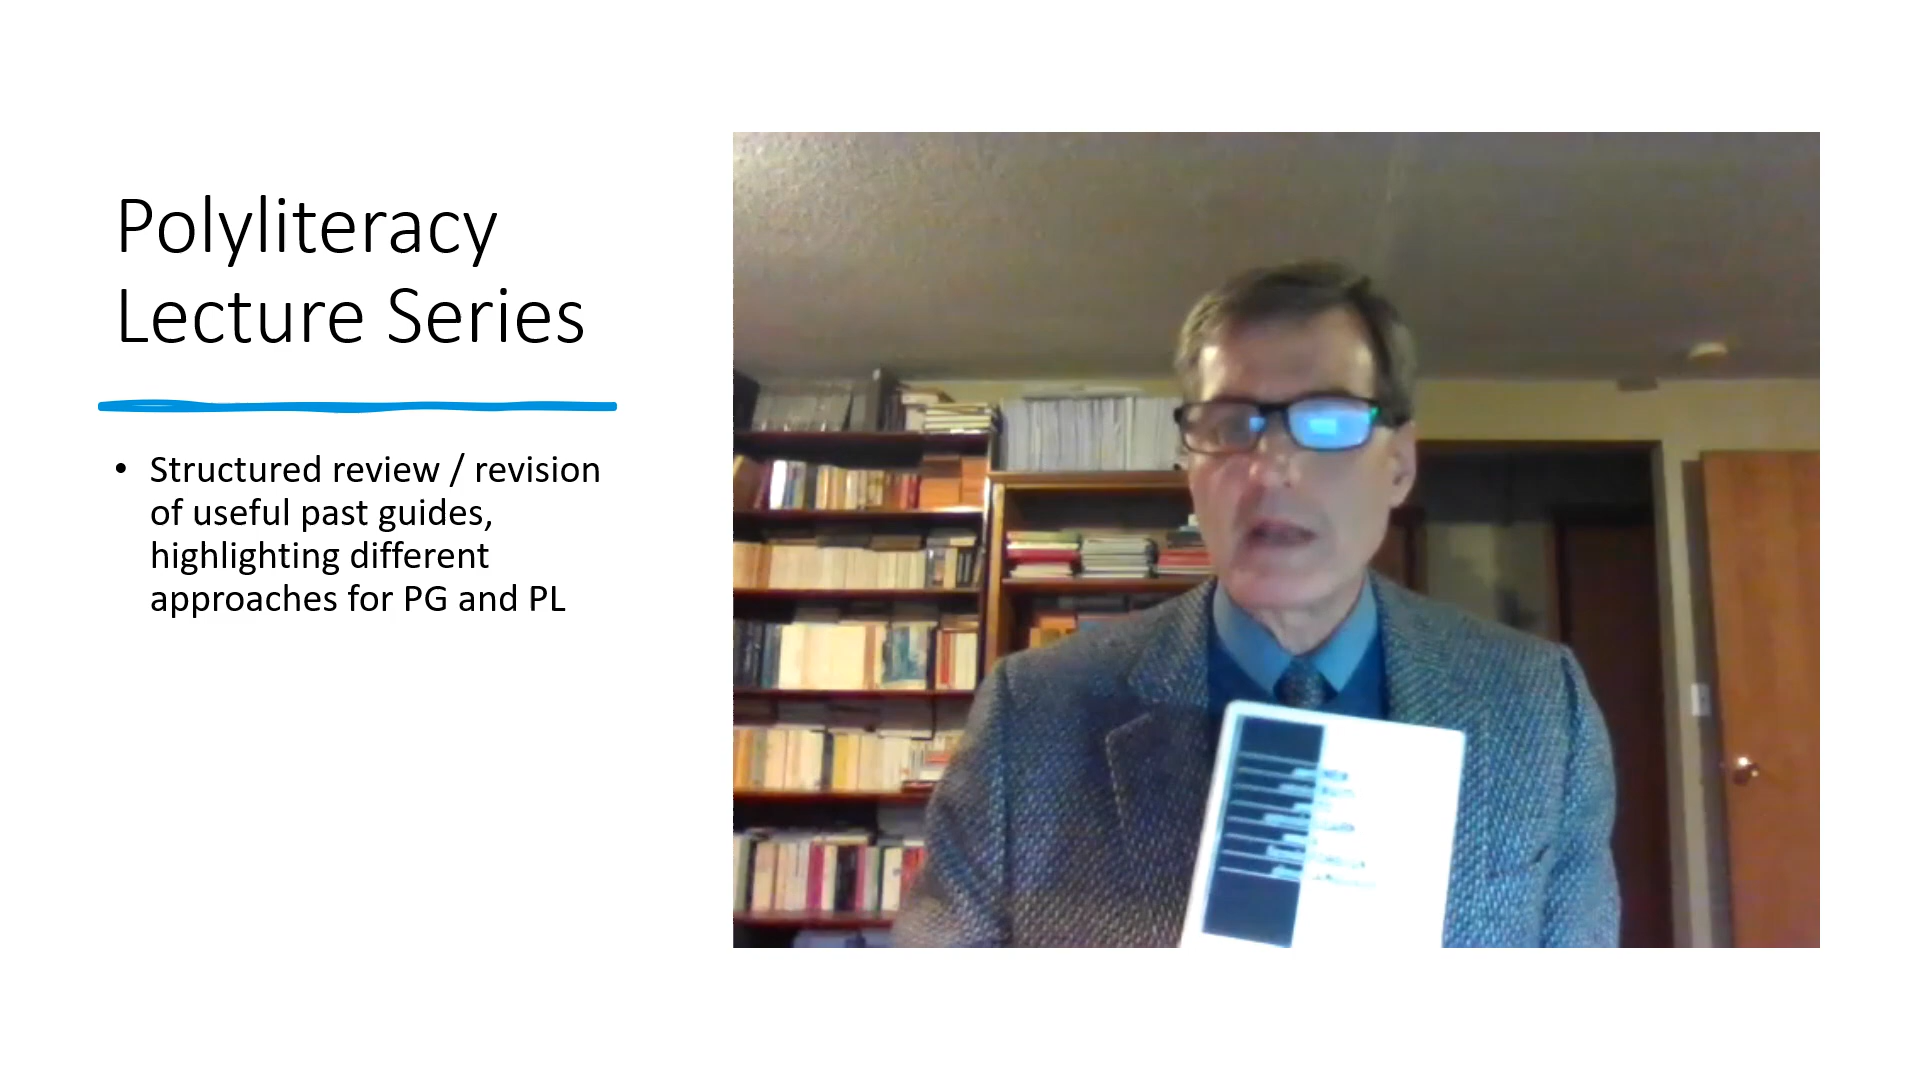 Polyliteracy
Lecture Series
• Structured review / revision
of useful past guides,
highlighting different
approaches for PG and PL